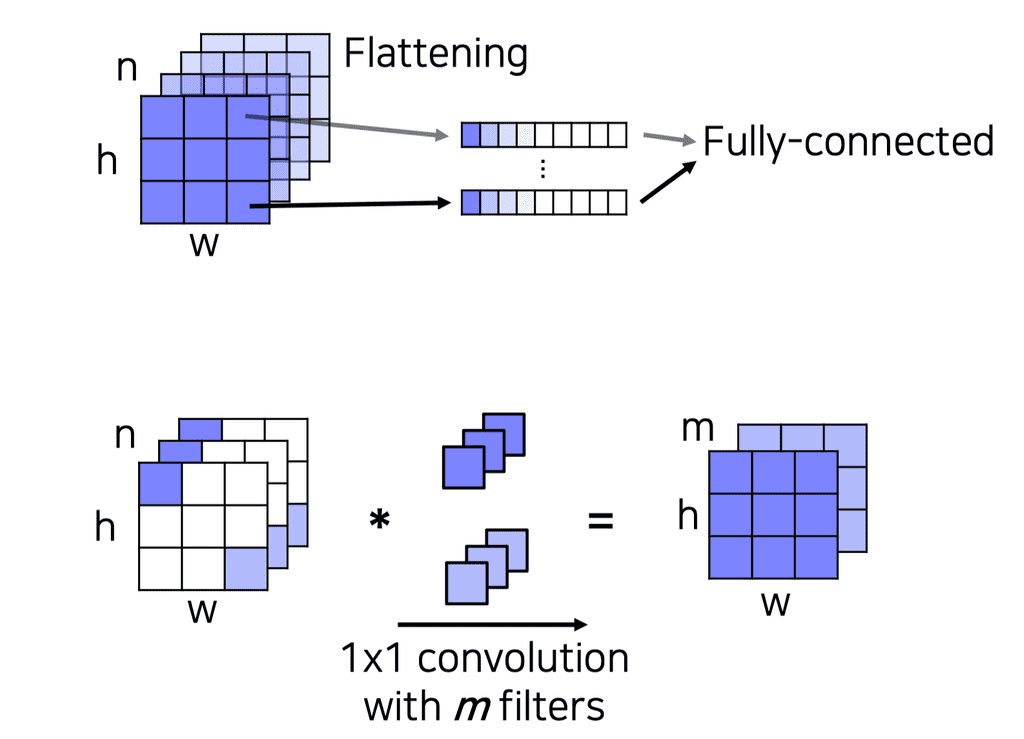 Flattening
n
h
w
⋮
Fully-connected
n
h
w
*
=
m
h
w
1x1 convolution
with m filters